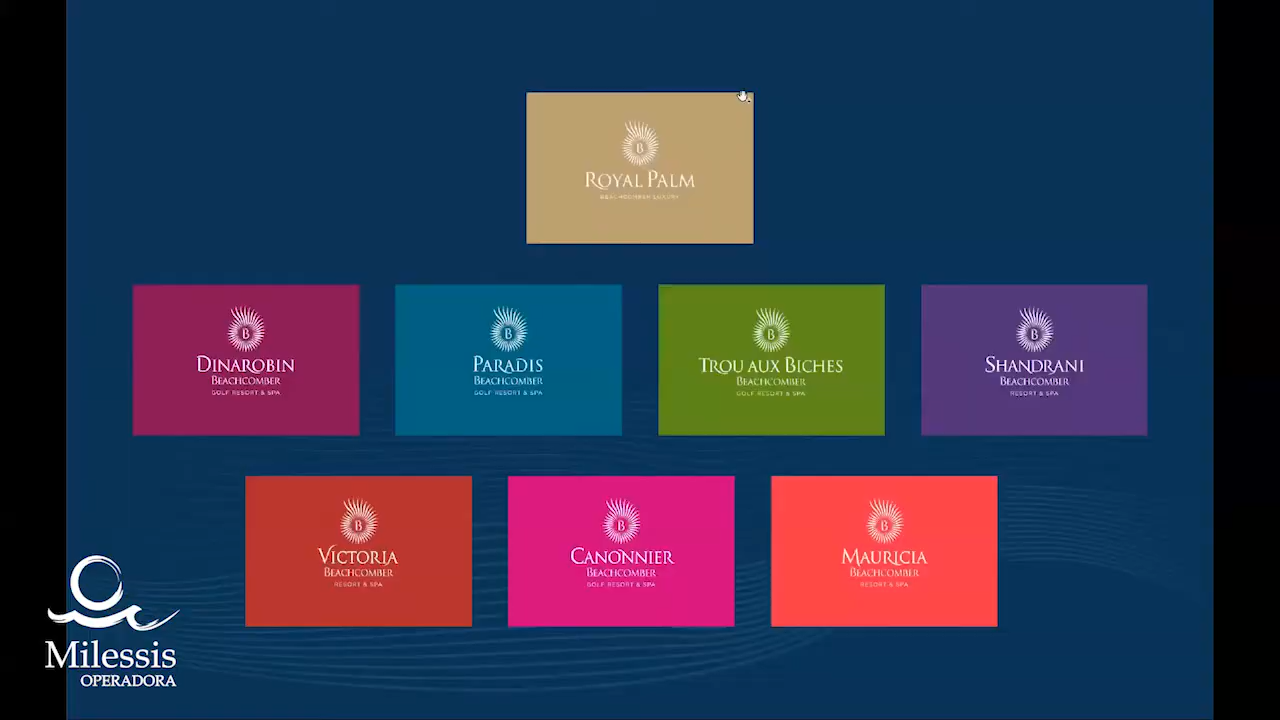 B
ROYAL PALM
BEACHCOMBER LUXURY
B
DINAROBIN
BEACHCOMBER
GOLF RESORT & SPA
B
PARADIS
BEACHCOMBER
GOLF RESORT & SPA
B
TROU AUX BICHES
BEACHCOMBER
GOLF RESORT & SPA
B
SHANDRANI
BEACHCOMBER
RESORT & SPA
B
VICTORIA
BEACHCOMBER
RESORT & SPA
B
CANONNIER
BEACHCOMBER
GOLF RESORT & SPA
B
MAURICIA
BEACHCOMBER
RESORT & SPA
Milessis
OPERADORA